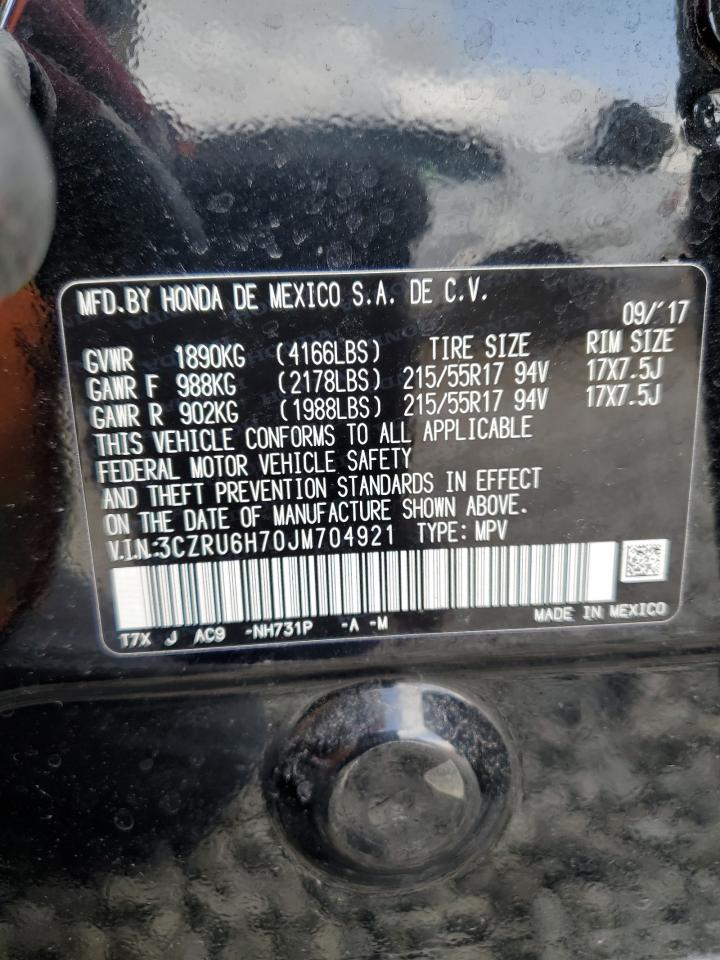 MFD.BY HONDA DE MEXICO S.A. DE C.V.
09/'17
GVWR 1890KG (4166LBS) TIRE SIZE RIM SIZE
GAWR F 988KG (2178LBS) 215/55R17 94V 17X7.5J
GAWR R 902KG (1988LBS) 215/55R17 94V 17X7.5J
THIS VEHICLE CONFORMS TO ALL APPLICABLE
FEDERAL MOTOR VEHICLE SAFETY
AND THEFT PREVENTION STANDARDS IN EFFECT
ON THE DATE OF MANUFACTURE SHOWN ABOVE.
V.I.N:3CZRU6H70JM704921 TYPE: MPV
T7X J AC9 -NH731P -A -M MADE IN MEXICO